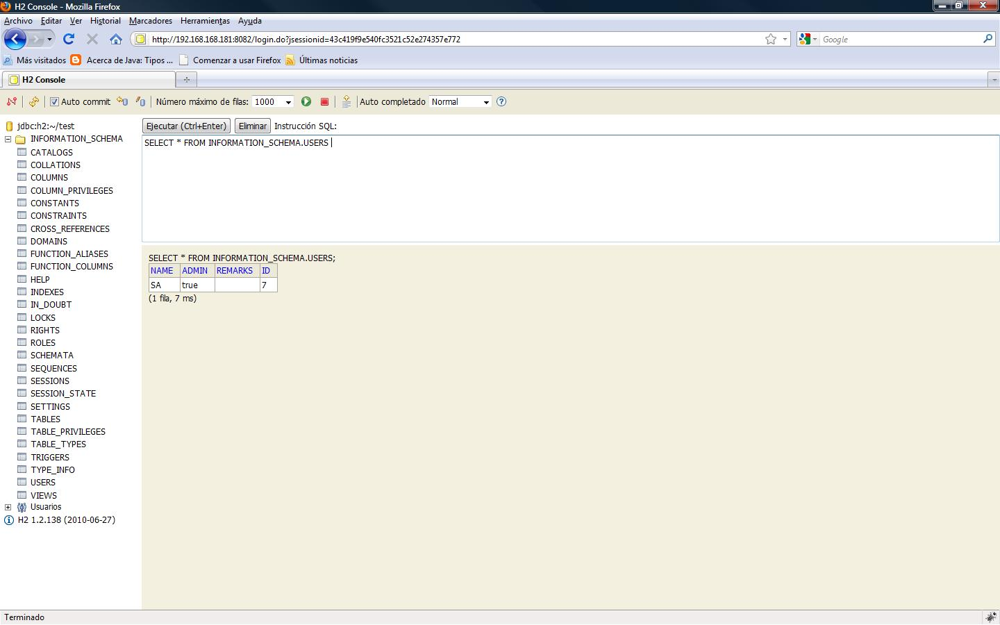 H2 Console - Mozilla Firefox
Archivo Editar Ver Historial Marcadores Herramientas Ayuda
http://192.168.168.181:8082/login.do?jsessionid=43c419f9e540fc3521c52e274357e772
Google
Más visitados Acerca de Java: Tipos ... Comenzar a usar Firefox Últimas noticias
H2 Console
Auto commit Número máximo de filas: 1000 Auto completado Normal
jdbc:h2:~/test
INFORMATION_SCHEMA
CATALOGS
COLLATIONS
COLUMNS
COLUMN_PRIVILEGES
CONSTANTS
CONSTRAINTS
CROSS_REFERENCES
DOMAINS
FUNCTION_ALIASES
FUNCTION_COLUMNS
HELP
INDEXES
IN_DOUBT
LOCKS
RIGHTS
ROLES
SCHEMATA
SEQUENCES
SESSIONS
SESSION_STATE
SETTINGS
TABLES
TABLE_PRIVILEGES
TABLE_TYPES
TRIGGERS
TYPE_INFO
USERS
VIEWS
Usuarios
H2 1.2.138 (2010-06-27)
Ejecutar (Ctrl+Enter) Eliminar Instrucción SQL:
SELECT * FROM INFORMATION_SCHEMA.USERS
SELECT * FROM INFORMATION_SCHEMA.USERS;
NAME ADMIN REMARKS ID
SA true 7
(1 fila, 7 ms)
Terminado